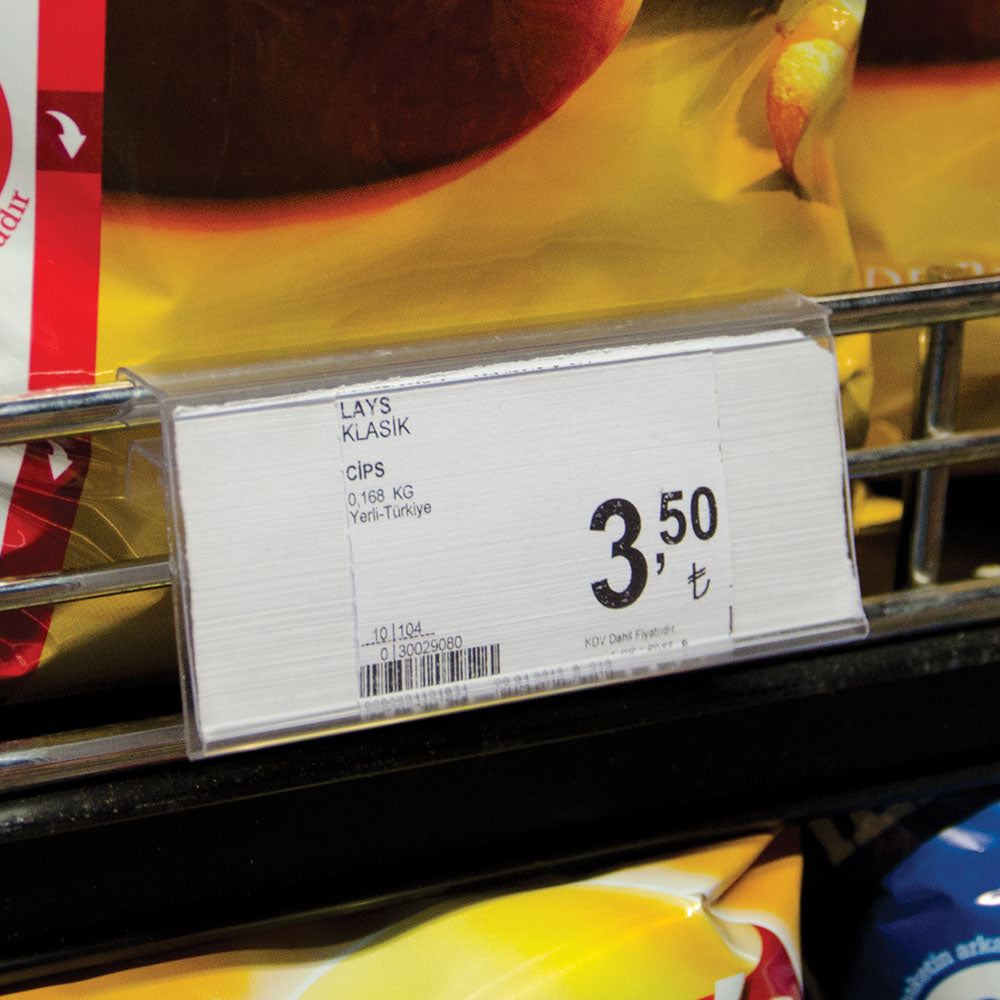 LAYS
KLASİK
CİPS
0,168 KG
Yerli-Türkiye
3,50
₺
10|104
0|30029080
KDV Dahil Fiyatıdır.